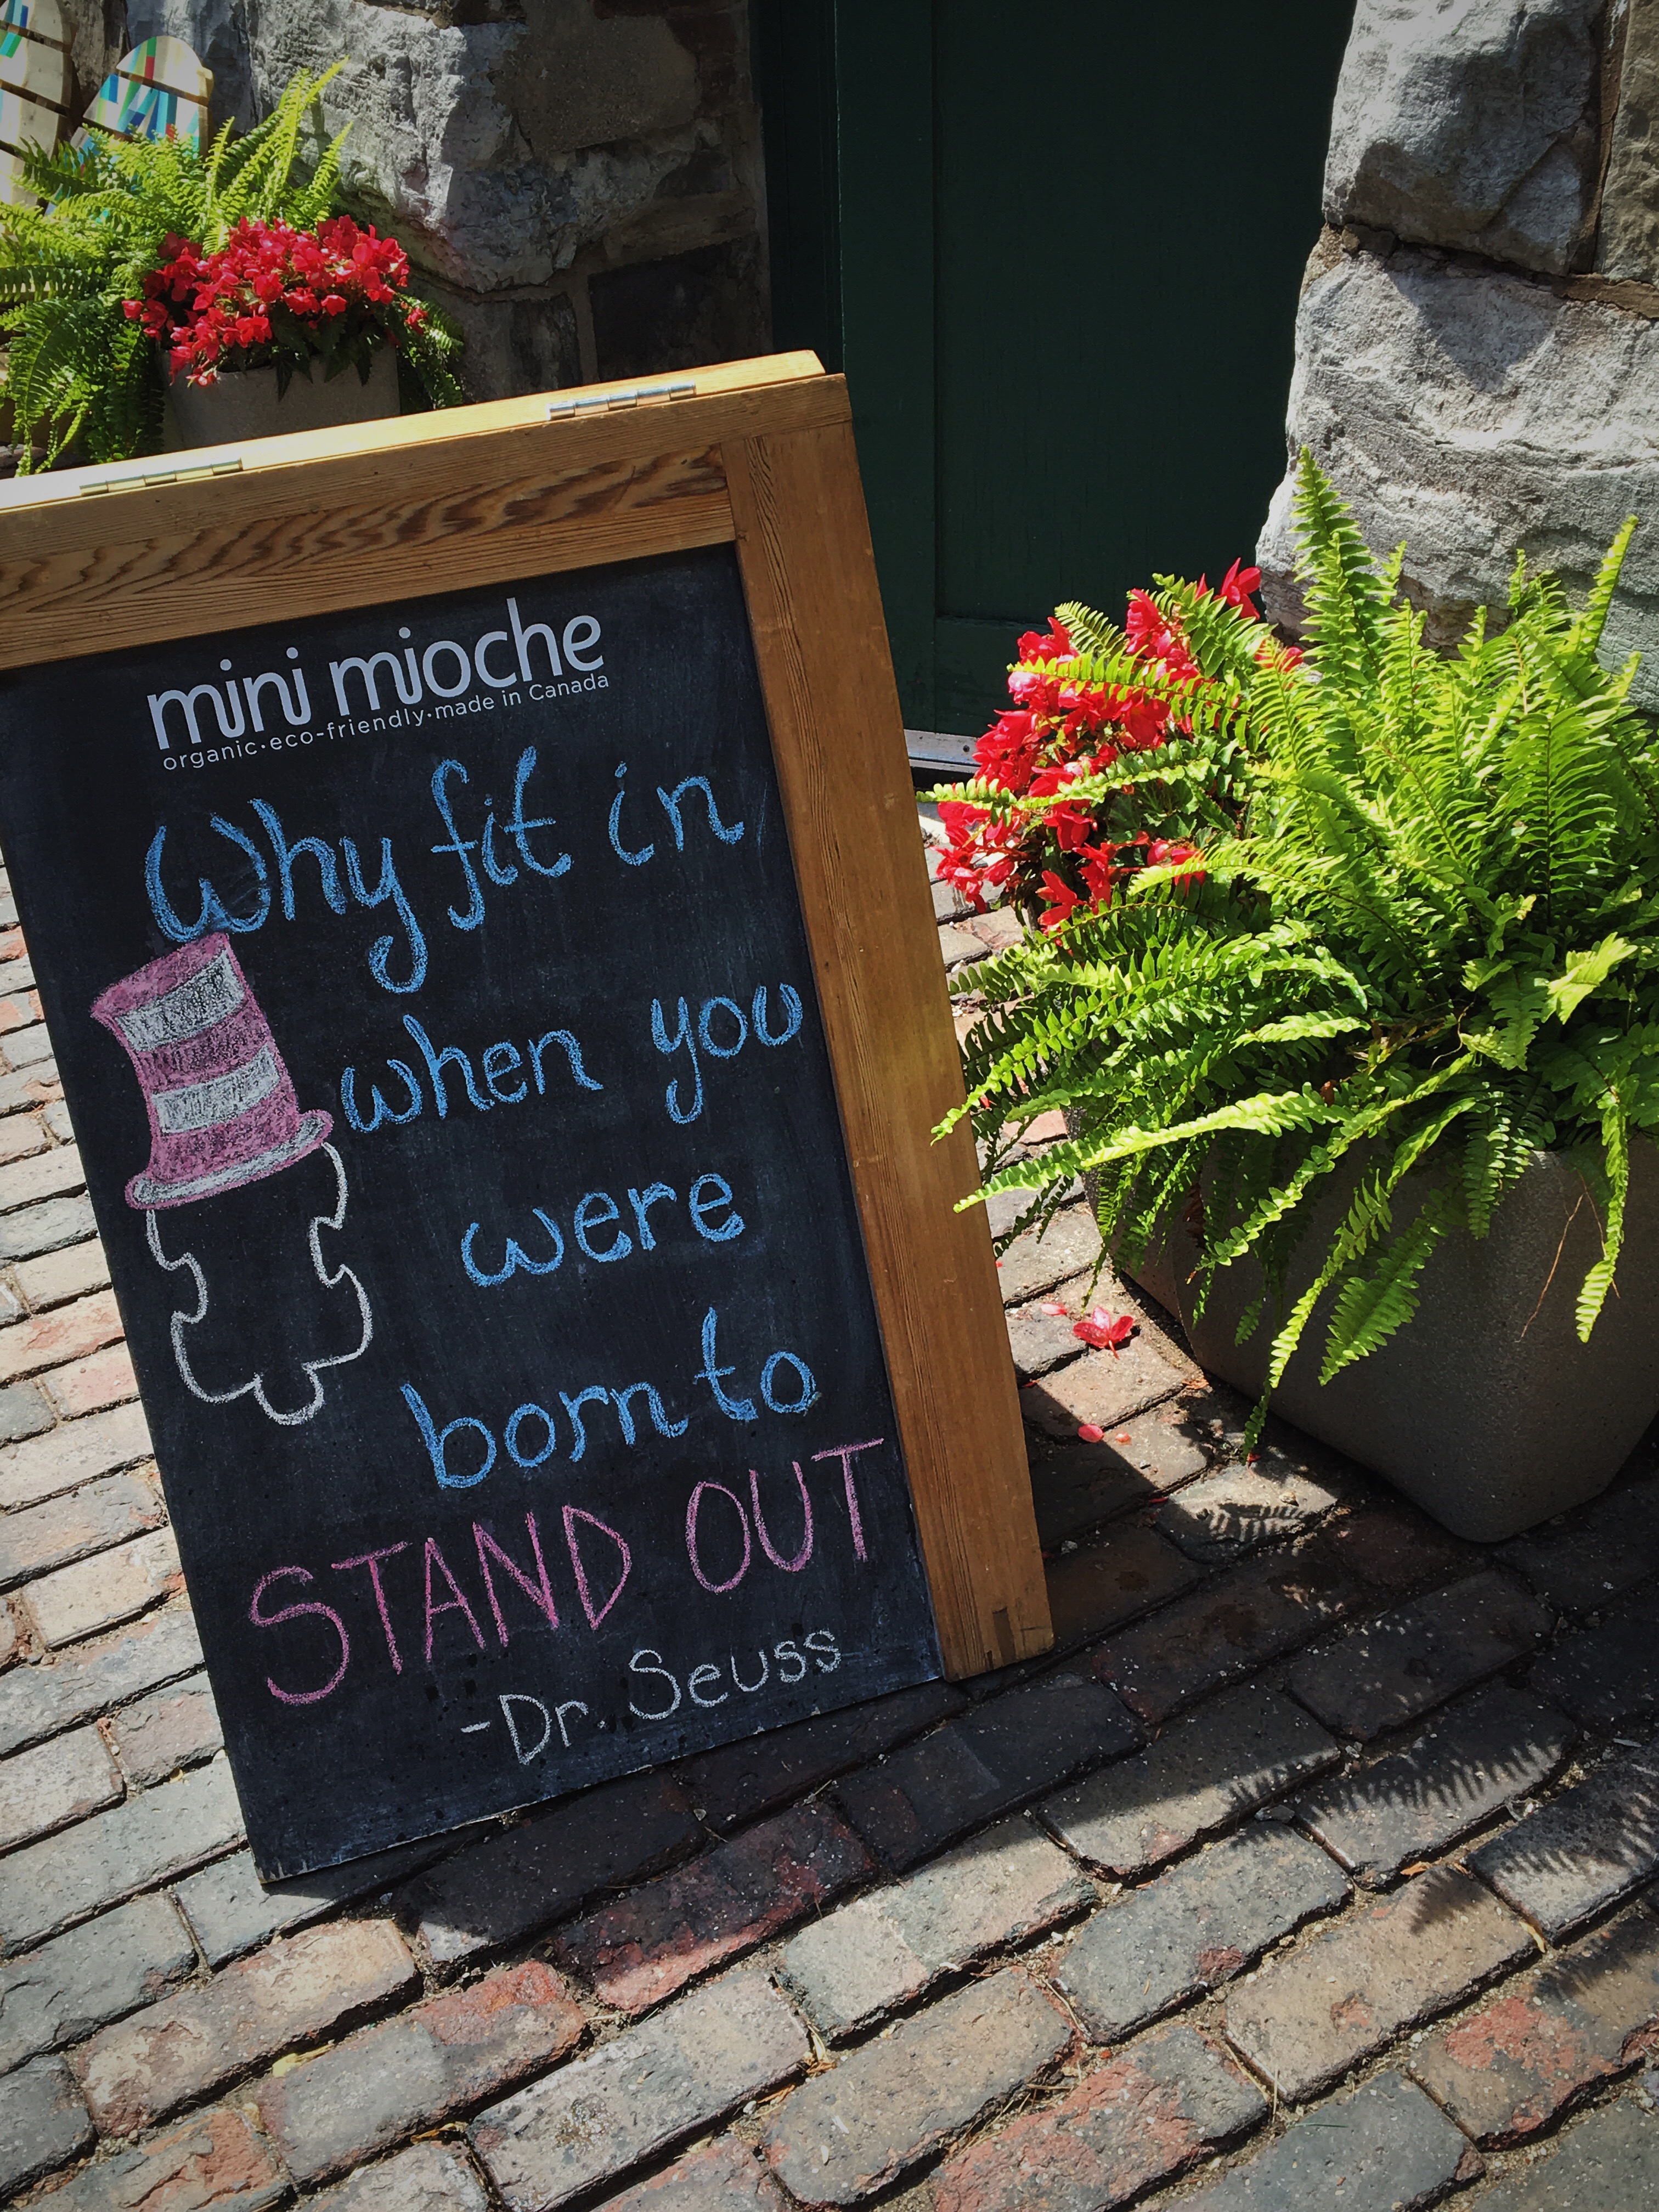 mini mioche
organic·eco-friendly·made in Canada
Why fit in
when you
were
born to
STAND OUT
-Dr. Seuss